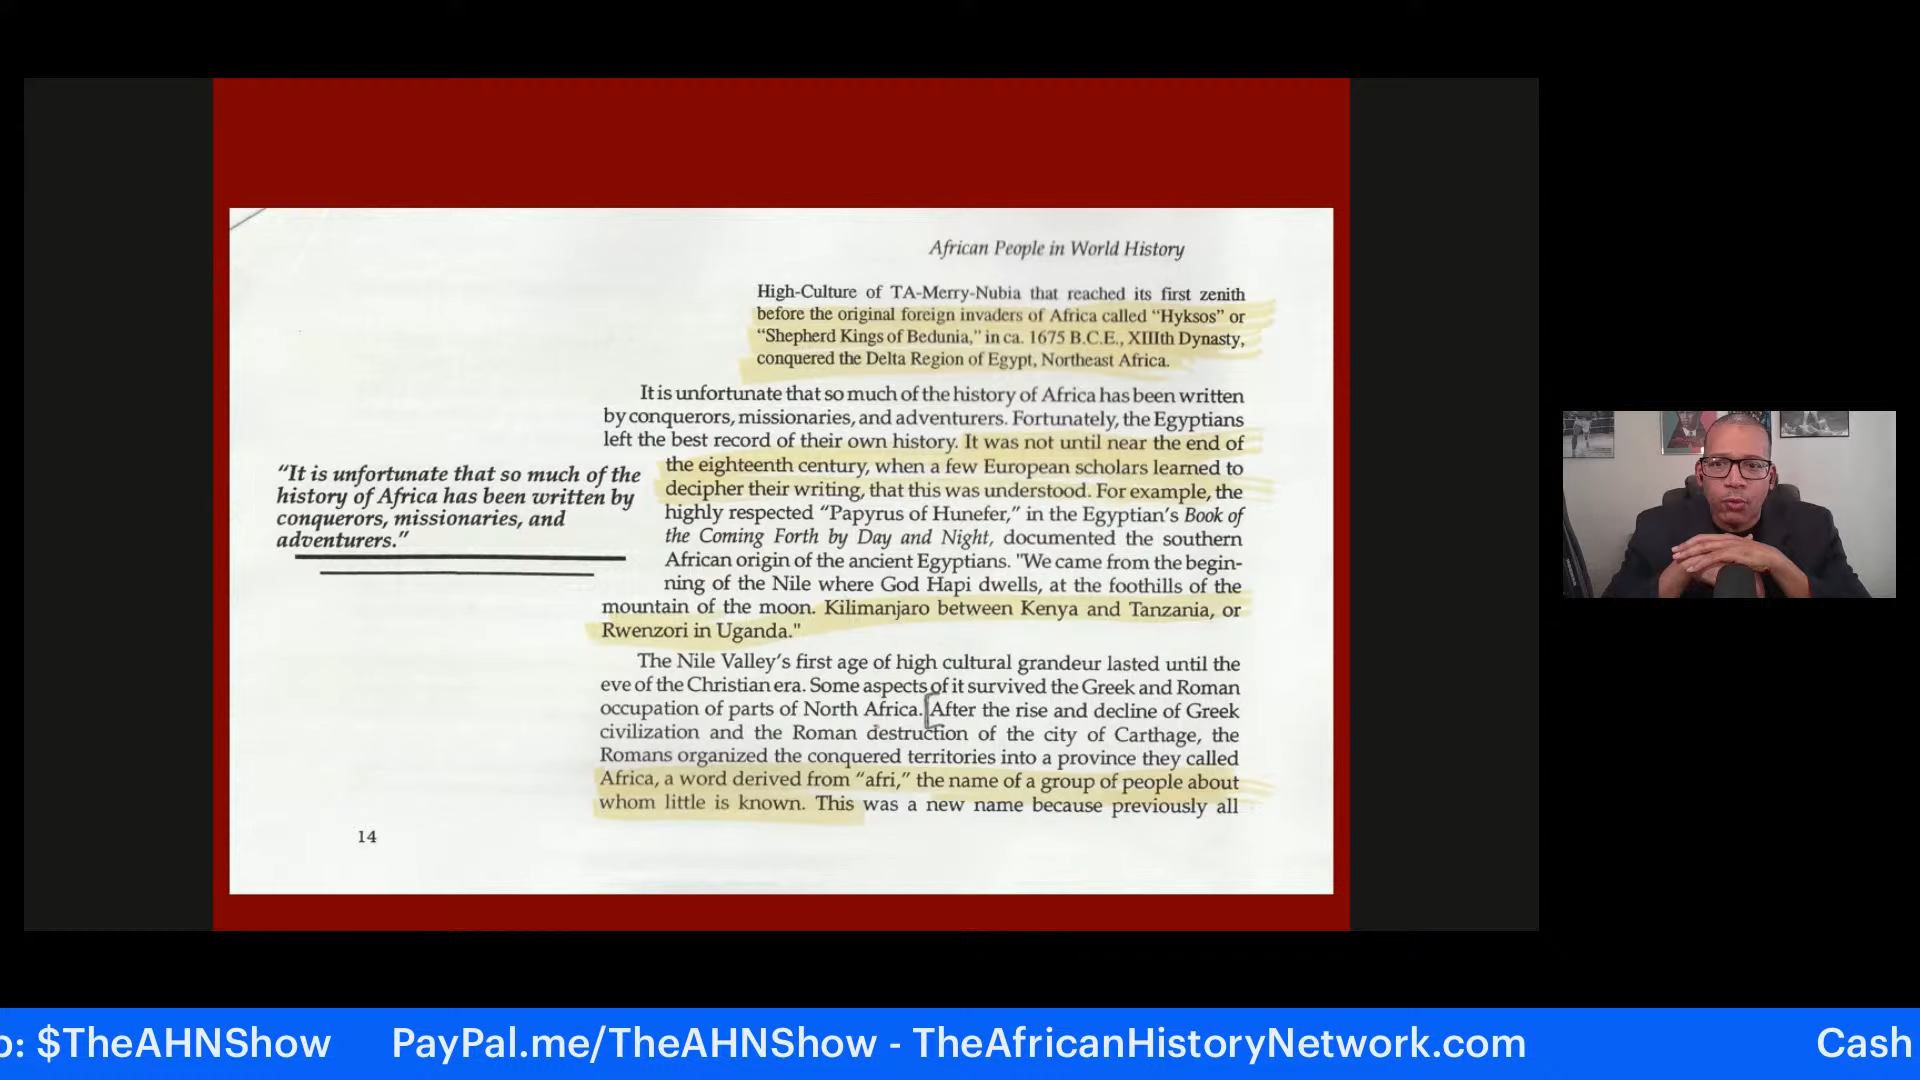 African People in World History
High-Culture of TA-Merry-Nubia that reached its first zenith
before the original foreign invaders of Africa called “Hyksos” or
“Shepherd Kings of Bedunia,” in ca. 1675 B.C.E., XIIIth Dynasty,
conquered the Delta Region of Egypt, Northeast Africa.
It is unfortunate that so much of the history of Africa has been written
by conquerors, missionaries, and adventurers. Fortunately, the Egyptians
left the best record of their own history. It was not until near the end of
the eighteenth century, when a few European scholars learned to
decipher their writing, that this was understood. For example, the
highly respected “Papyrus of Hunefer,” in the Egyptian's Book of
the Coming Forth by Day and Night, documented the southern
African origin of the ancient Egyptians. "We came from the begin-
ning of the Nile where God Hapi dwells, at the foothills of the
mountain of the moon. Kilimanjaro between Kenya and Tanzania, or
Rwenzori in Uganda."
“It is unfortunate that so much of the
history of Africa has been written by
conquerors, missionaries, and
adventurers.”
The Nile Valley's first age of high cultural grandeur lasted until the
eve of the Christian era. Some aspects of it survived the Greek and Roman
occupation of parts of North Africa. [After the rise and decline of Greek
civilization and the Roman destruction of the city of Carthage, the
Romans organized the conquered territories into a province they called
Africa, a word derived from “afri,” the name of a group of people about
whom little is known. This was a new name because previously all
14
p: $TheAHNShow PayPal.me/TheAHNShow - TheAfricanHistoryNetwork.com Cash